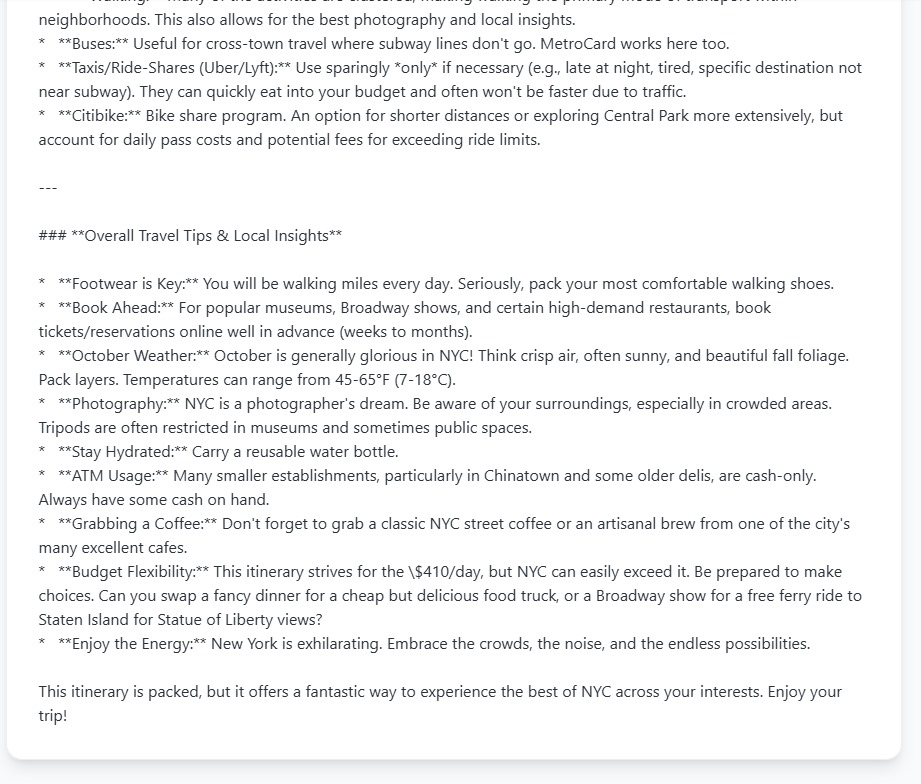 neighborhoods. This also allows for the best photography and local insights.
*   **Buses:** Useful for cross-town travel where subway lines don't go. MetroCard works here too.
*   **Taxis/Ride-Shares (Uber/Lyft):** Use sparingly *only* if necessary (e.g., late at night, tired, specific destination not
near subway). They can quickly eat into your budget and often won't be faster due to traffic.
*   **Citibike:** Bike share program. An option for shorter distances or exploring Central Park more extensively, but
account for daily pass costs and potential fees for exceeding ride limits.
---
### **Overall Travel Tips & Local Insights**
*   **Footwear is Key:** You will be walking miles every day. Seriously, pack your most comfortable walking shoes.
*   **Book Ahead:** For popular museums, Broadway shows, and certain high-demand restaurants, book
tickets/reservations online well in advance (weeks to months).
*   **October Weather:** October is generally glorious in NYC! Think crisp air, often sunny, and beautiful fall foliage.
Pack layers. Temperatures can range from 45-65°F (7-18°C).
*   **Photography:** NYC is a photographer's dream. Be aware of your surroundings, especially in crowded areas.
Tripods are often restricted in museums and sometimes public spaces.
*   **Stay Hydrated:** Carry a reusable water bottle.
*   **ATM Usage:** Many smaller establishments, particularly in Chinatown and some older delis, are cash-only.
Always have some cash on hand.
*   **Grabbing a Coffee:** Don't forget to grab a classic NYC street coffee or an artisanal brew from one of the city's
many excellent cafes.
*   **Budget Flexibility:** This itinerary strives for the \$410/day, but NYC can easily exceed it. Be prepared to make
choices. Can you swap a fancy dinner for a cheap but delicious food truck, or a Broadway show for a free ferry ride to
Staten Island for Statue of Liberty views?
*   **Enjoy the Energy:** New York is exhilarating. Embrace the crowds, the noise, and the endless possibilities.
This itinerary is packed, but it offers a fantastic way to experience the best of NYC across your interests. Enjoy your
trip!